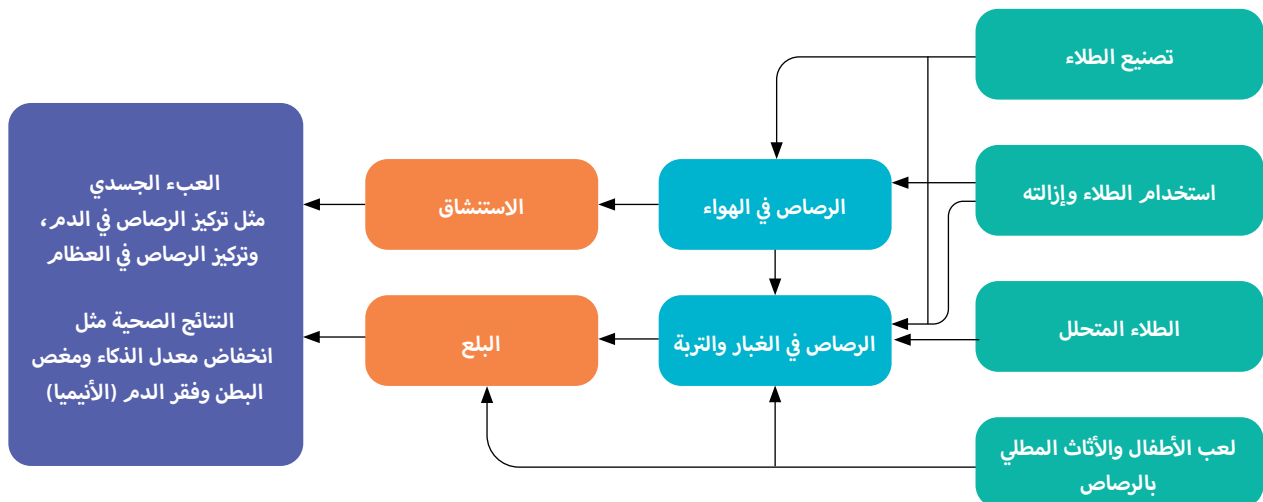 تصنيع الطلاء
استخدام الطلاء وإزالته
الطلاء المتحلل
لعب الأطفال والأثاث المطلي
بالرصاص
الرصاص في الهواء
الرصاص في الغبار والتربة
الاستنشاق
البلع
العبء الجسدي
مثل تركيز الرصاص في الدم،
وتركيز الرصاص في العظام
النتائج الصحية مثل
انخفاض معدل الذكاء ومغص
البطن وفقر الدم (الأنيميا)